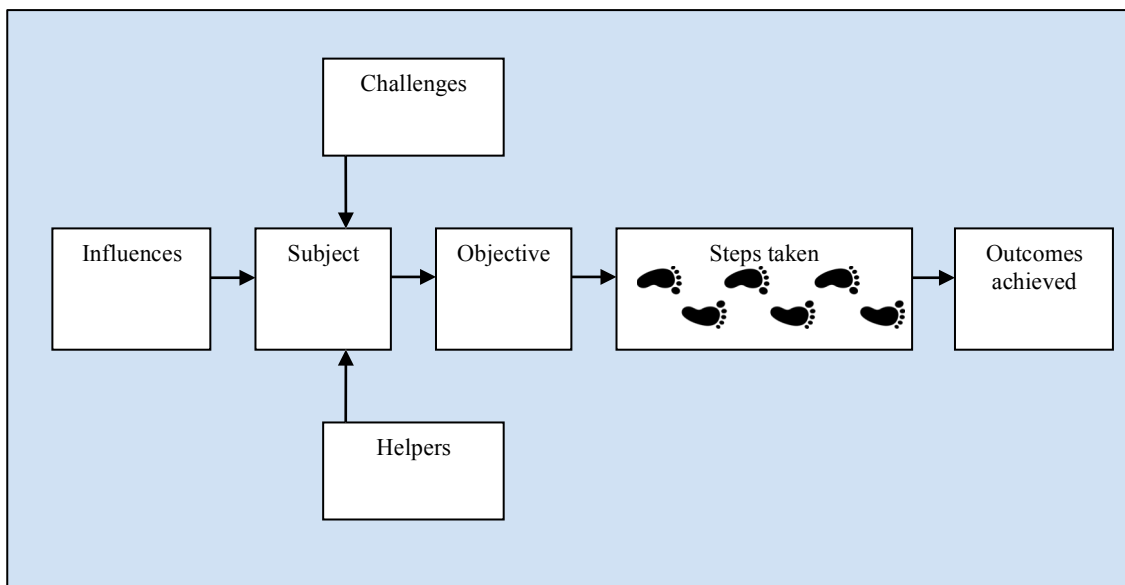 Challenges
Influences
Subject
Objective
Steps taken
Outcomes
achieved
Helpers